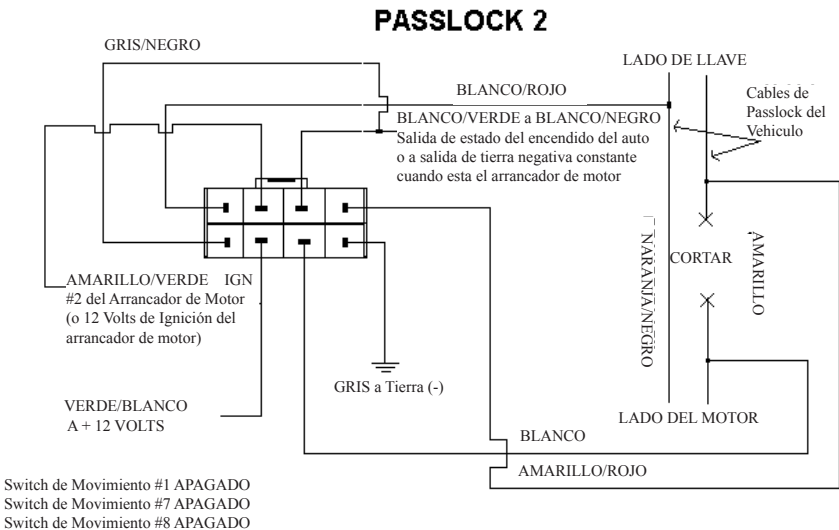 PASSLOCK 2
GRIS/NEGRO
LADO DE LLAVE
BLANCO/ROJO
Cables de
Passlock del
Vehiculo
BLANCO/VERDE a BLANCO/NEGRO
Salida de estado del encendido del auto
o a salida de tierra negativa constante
cuando esta el arrancador de motor
NARANJA/NEGRO
CORTAR
AMARILLO
AMARILLO/VERDE IGN
#2 del Arrancador de Motor
(o 12 Volts de Ignición del
arrancador de motor)
GRIS a Tierra (-)
VERDE/BLANCO
A + 12 VOLTS
LADO DEL MOTOR
BLANCO
AMARILLO/ROJO
Switch de Movimiento #1 APAGADO
Switch de Movimiento #7 APAGADO
Switch de Movimiento #8 APAGADO